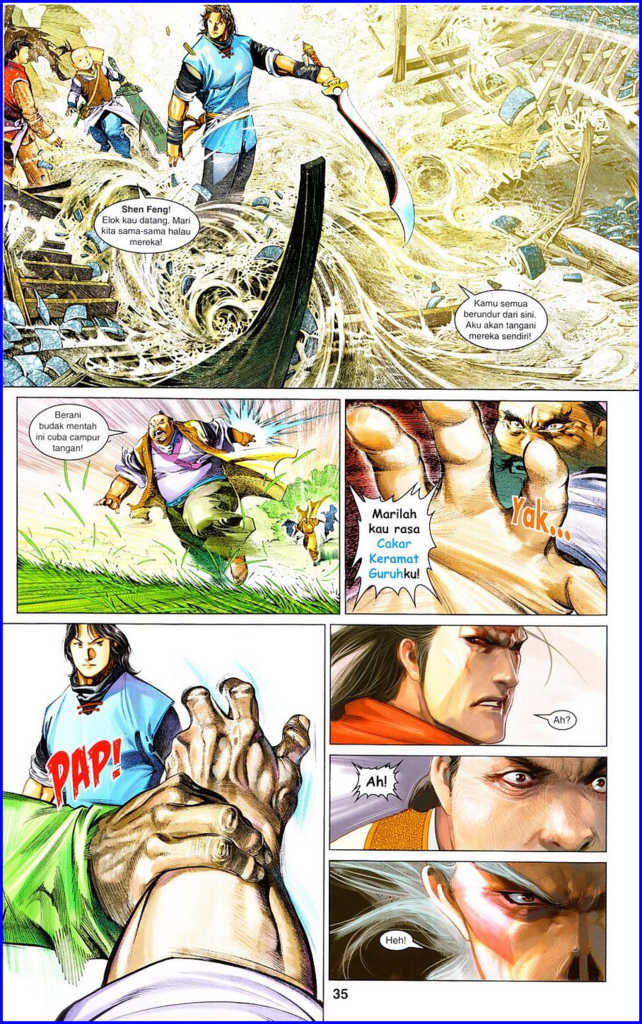 Shen Feng!
Elok kau datang. Mari
kita sama-sama halau
mereka!
Kamu semua
berundur dari sini.
Aku akan tangani
mereka sendiri!
Berani
budak mentah
ini cuba campur
tangan!
Marilah
kau rasa
Cakar
Keramat
Guruhku!
Yak...
PAP!
Ah?
Ah!
Heh!
35